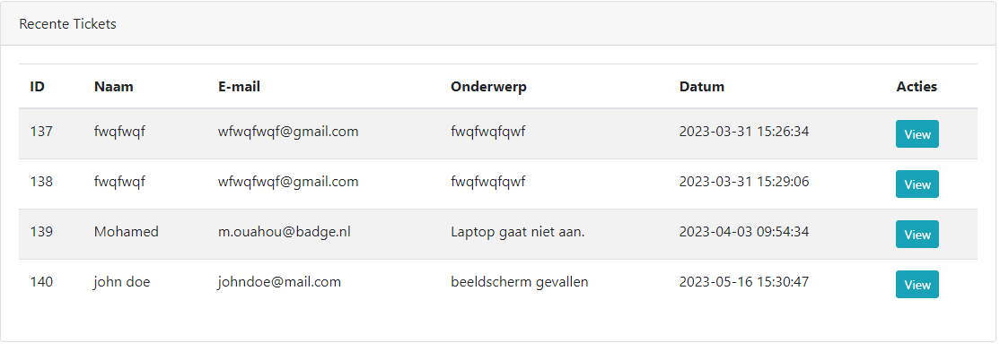 Recente Tickets
ID Naam E-mail Onderwerp Datum Acties
137 fwqfwqf wfwqfwqf@gmail.com fwqfwqfqwf 2023-03-31 15:26:34 View
138 fwqfwqf wfwqfwqf@gmail.com fwqfwqfqwf 2023-03-31 15:29:06 View
139 Mohamed m.ouahou@badge.nl Laptop gaat niet aan. 2023-04-03 09:54:34 View
140 john doe johndoe@mail.com beeldscherm gevallen 2023-05-16 15:30:47 View